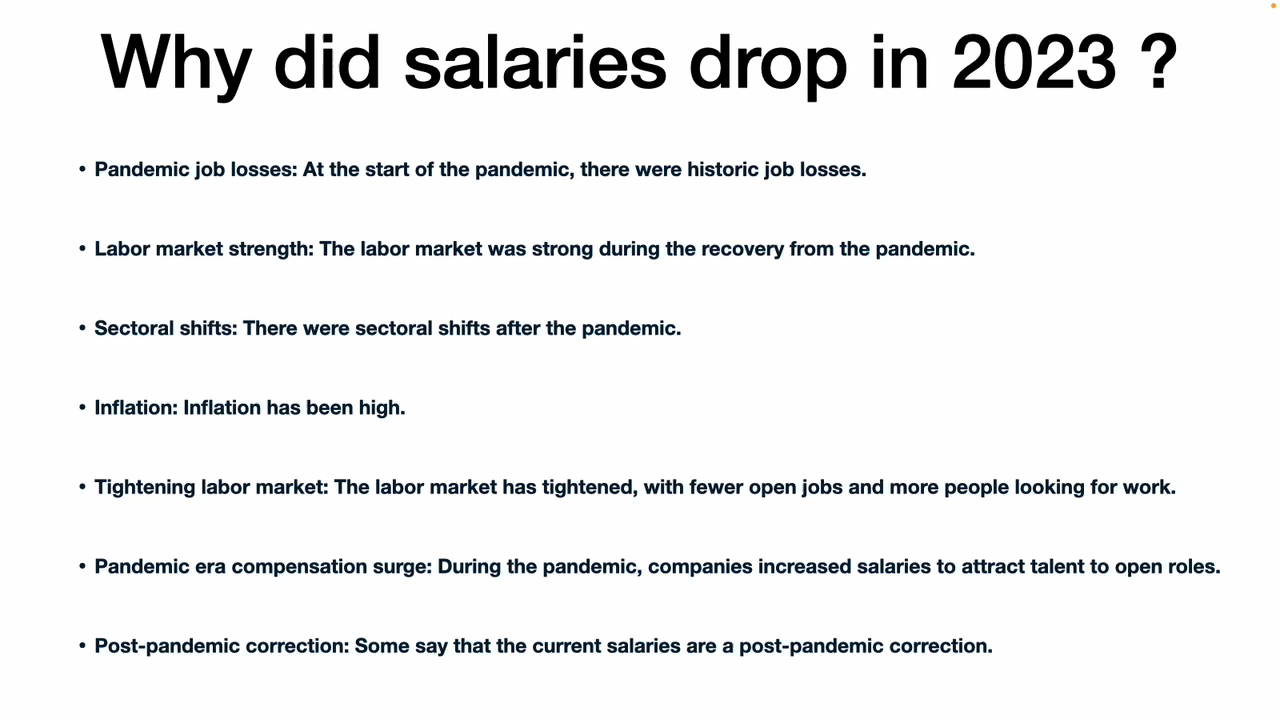 Why did salaries drop in 2023 ?
• Pandemic job losses: At the start of the pandemic, there were historic job losses.
• Labor market strength: The labor market was strong during the recovery from the pandemic.
• Sectoral shifts: There were sectoral shifts after the pandemic.
• Inflation: Inflation has been high.
• Tightening labor market: The labor market has tightened, with fewer open jobs and more people looking for work.
• Pandemic era compensation surge: During the pandemic, companies increased salaries to attract talent to open roles.
• Post-pandemic correction: Some say that the current salaries are a post-pandemic correction.